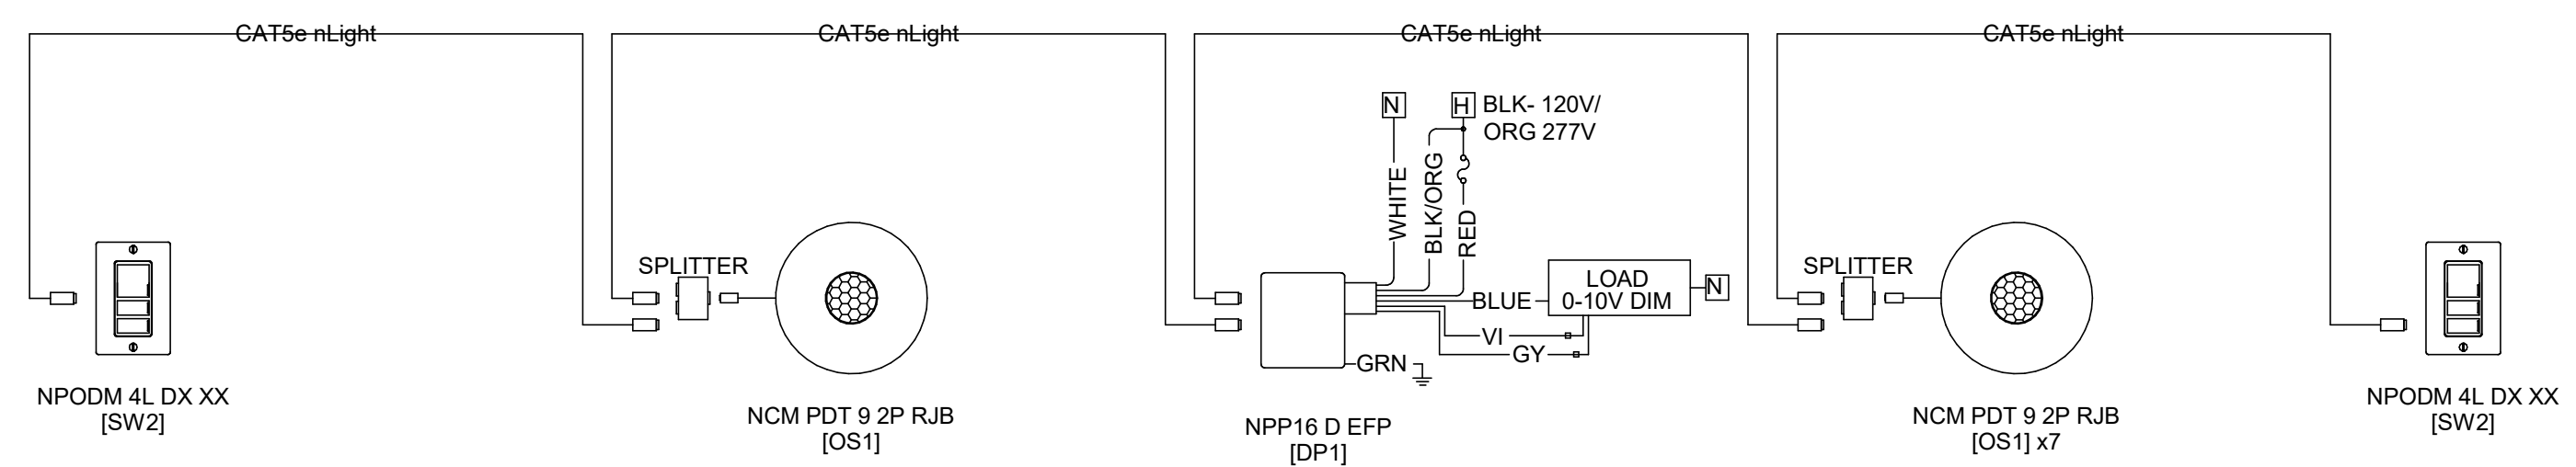 CAT5e nLight
CAT5e nLight
CAT5e nLight
CAT5e nLight
N
H
BLK- 120V/
ORG 277V
WHITE
BLK/ORG
RED
SPLITTER
LOAD
0-10V DIM
N
BLUE
VI
GY
GRN
SPLITTER
NPODM 4L DX XX
[SW2]
NCM PDT 9 2P RJB
[OS1]
NPP16 D EFP
[DP1]
NCM PDT 9 2P RJB
[OS1] x7
NPODM 4L DX XX
[SW2]